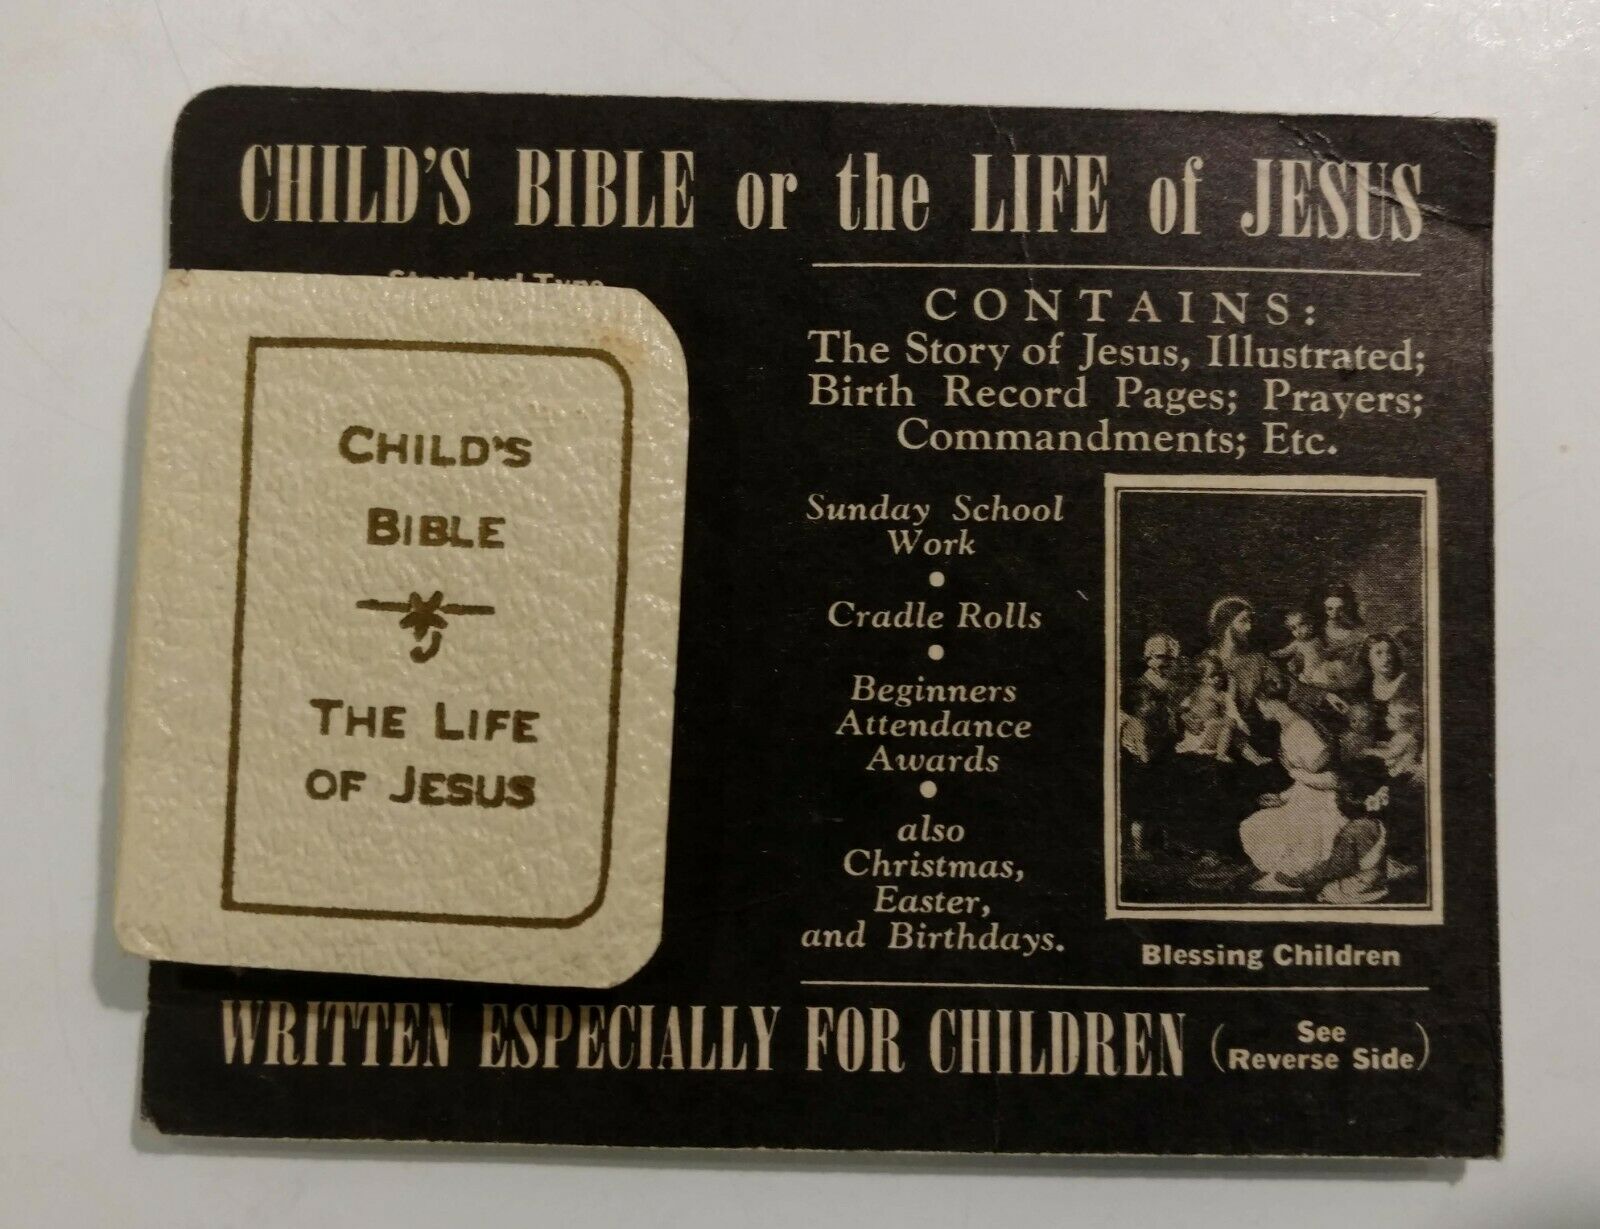 CHILD'S BIBLE or the LIFE of JESUS
Standard Type
CHILD'S
BIBLE
THE LIFE
OF JESUS
CONTAINS:
The Story of Jesus, Illustrated;
Birth Record Pages; Prayers;
Commandments; Etc.
Sunday School
Work
•
Cradle Rolls
•
Beginners
Attendance
Awards
•
also
Christmas,
Easter,
and Birthdays.
Blessing Children
WRITTEN ESPECIALLY FOR CHILDREN (See Reverse Side)